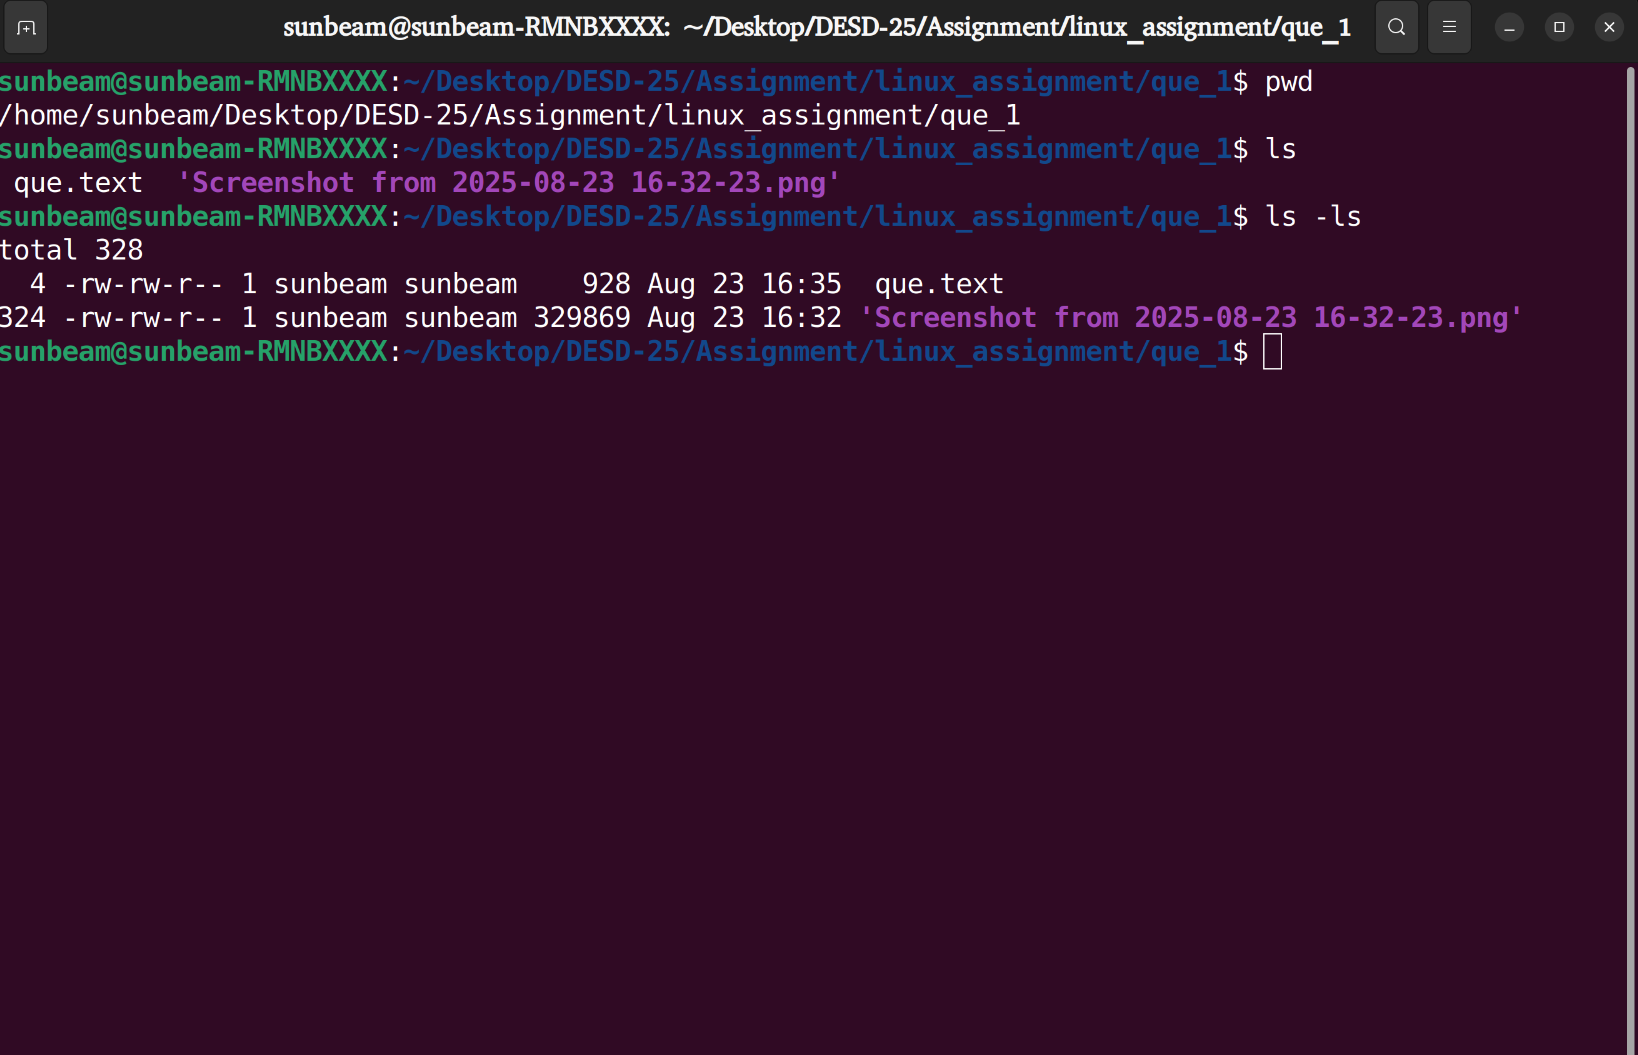 sunbeam@sunbeam-RMNBXXXX: ~/Desktop/DESD-25/Assignment/linux_assignment/que_1
sunbeam@sunbeam-RMNBXXXX:~/Desktop/DESD-25/Assignment/linux_assignment/que_1$ pwd
/home/sunbeam/Desktop/DESD-25/Assignment/linux_assignment/que_1
sunbeam@sunbeam-RMNBXXXX:~/Desktop/DESD-25/Assignment/linux_assignment/que_1$ ls
 que.text  'Screenshot from 2025-08-23 16-32-23.png'
sunbeam@sunbeam-RMNBXXXX:~/Desktop/DESD-25/Assignment/linux_assignment/que_1$ ls -ls
total 328
  4 -rw-rw-r-- 1 sunbeam sunbeam    928 Aug 23 16:35  que.text
324 -rw-rw-r-- 1 sunbeam sunbeam 329869 Aug 23 16:32 'Screenshot from 2025-08-23 16-32-23.png'
sunbeam@sunbeam-RMNBXXXX:~/Desktop/DESD-25/Assignment/linux_assignment/que_1$